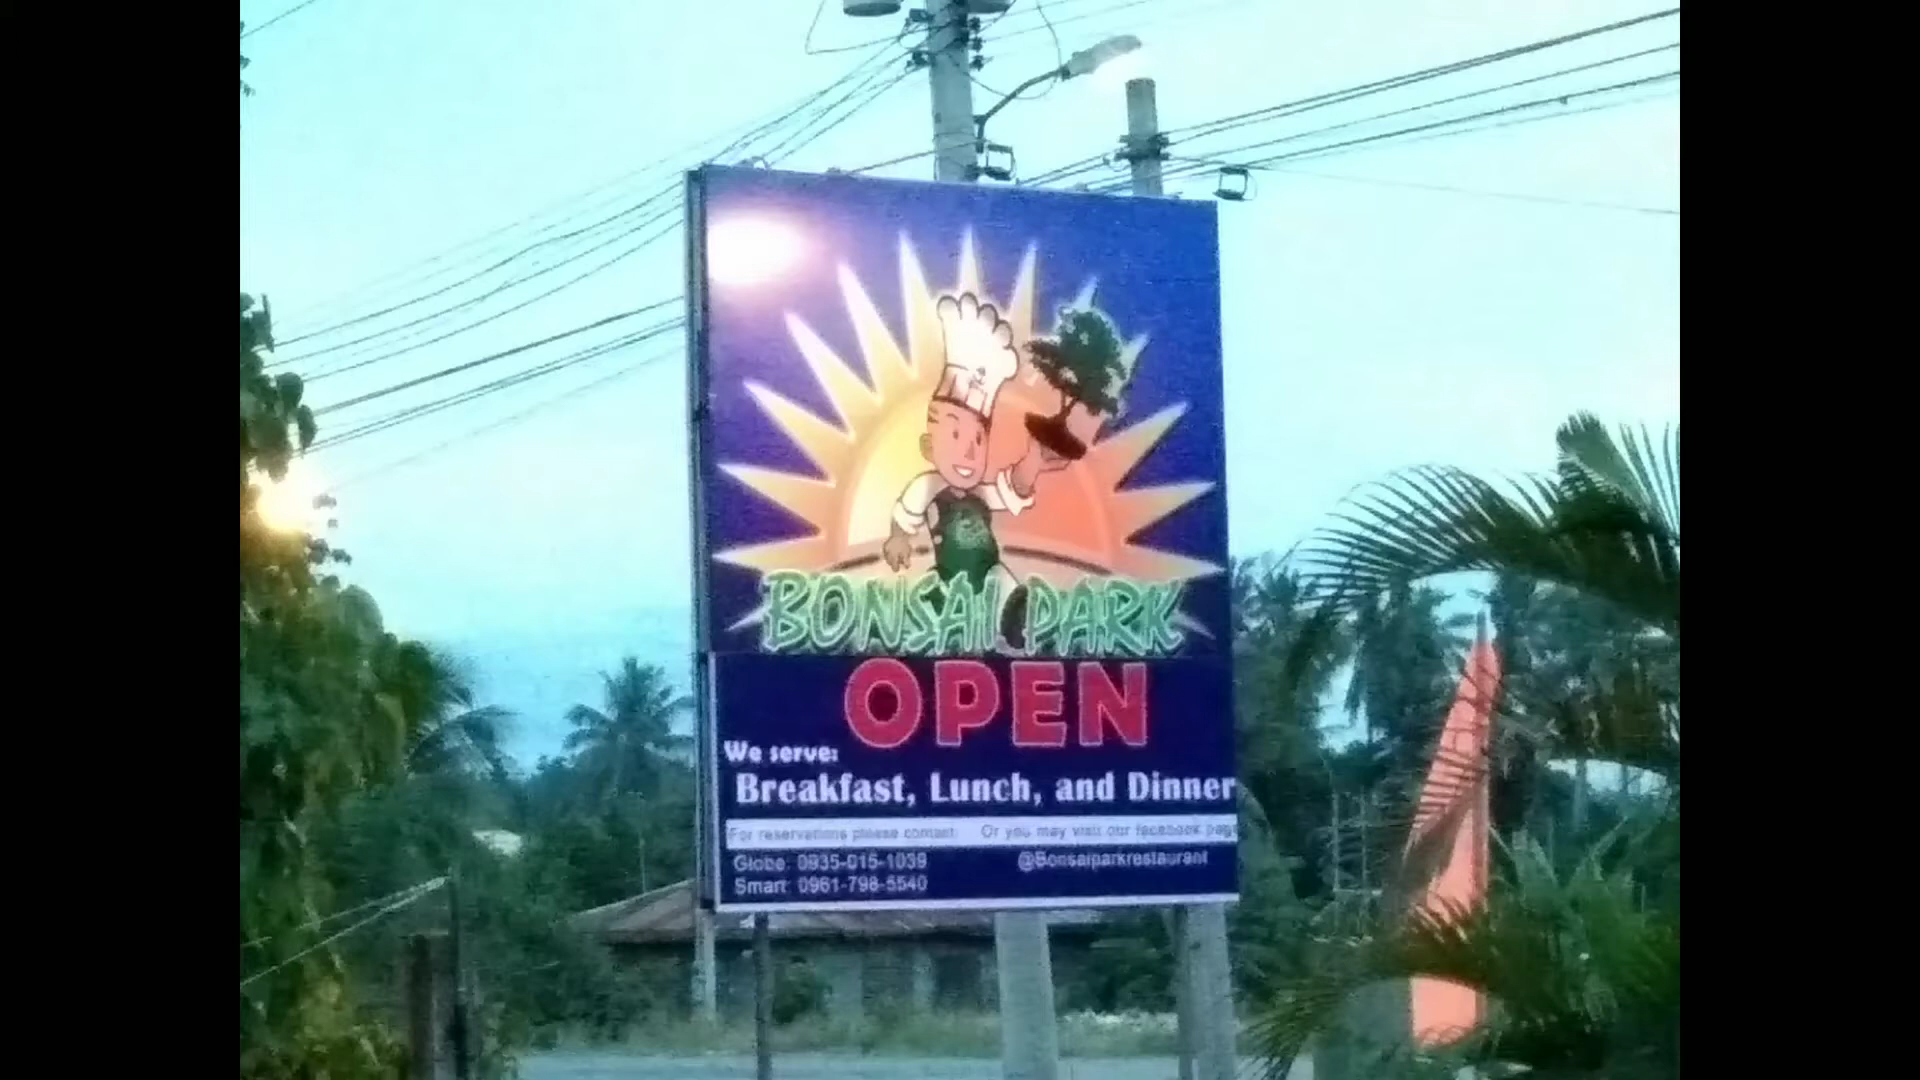 BONSAI PARK
OPEN
We serve:
Breakfast, Lunch, and Dinner
For reservations please contact: Or you may visit our facebook page
Globe: 0935-015-1039 @Bonsaiparkrestaurant
Smart: 0961-798-5540